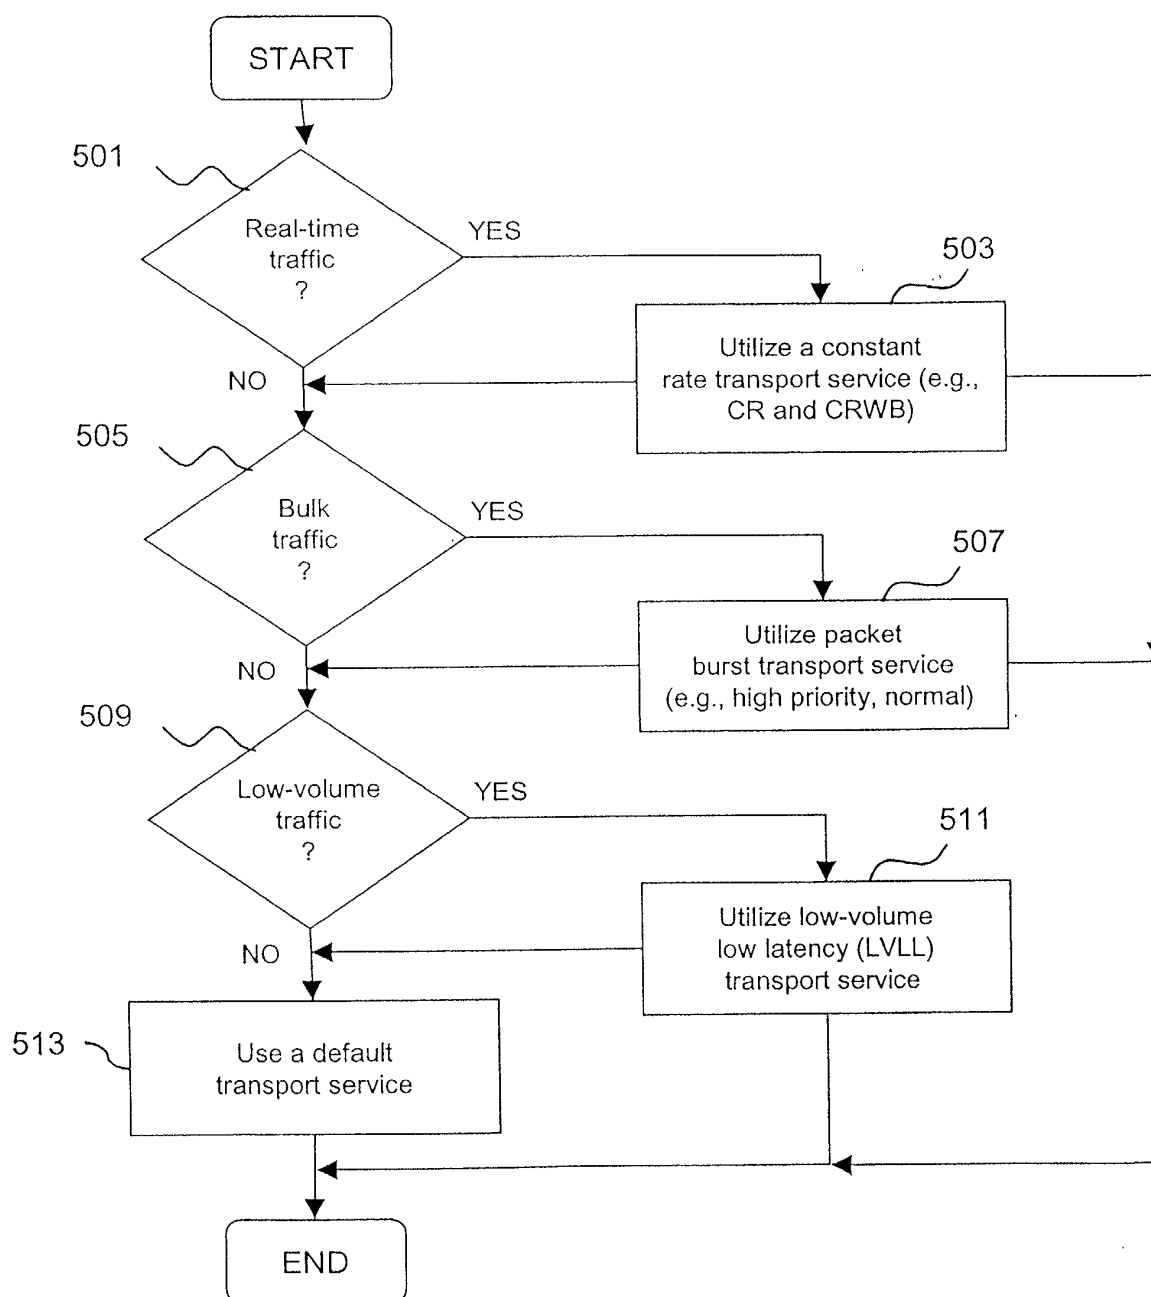 START
501
Real-time
traffic
?
YES
503
Utilize a constant
rate transport service (e.g.,
CR and CRWB)
NO
505
Bulk
traffic
?
YES
507
Utilize packet
burst transport service
(e.g., high priority, normal)
NO
509
Low-volume
traffic
?
YES
511
Utilize low-volume
low latency (LVLL)
transport service
NO
513
Use a default
transport service
END